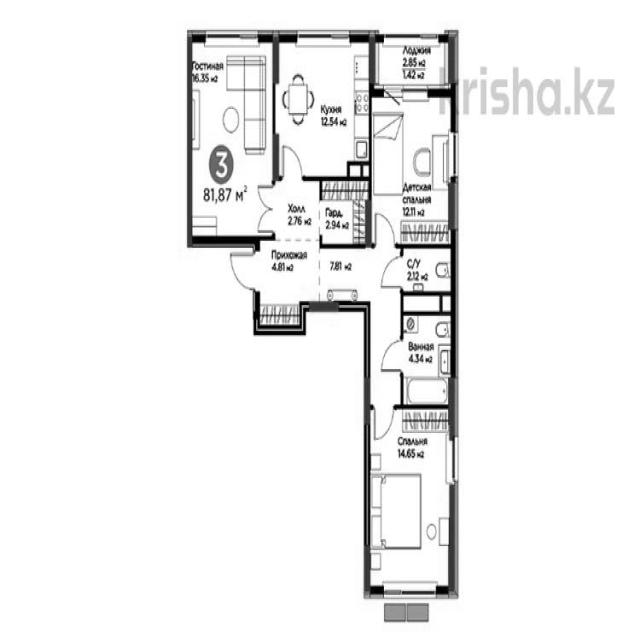 Гостиная
16.35 м2
3
81,87 м2
Кухня
12.54 м2
Лоджия
2.85 м2
1.42 м2
krisha.kz
Детская
спальня
12.11 м2
Холл
2.76 м2
Гард.
2.94 м2
Прихожая
4.81 м2
7.81 м2
С/У
2.12 м2
Ванная
4.34 м2
Спальня
14.65 м2